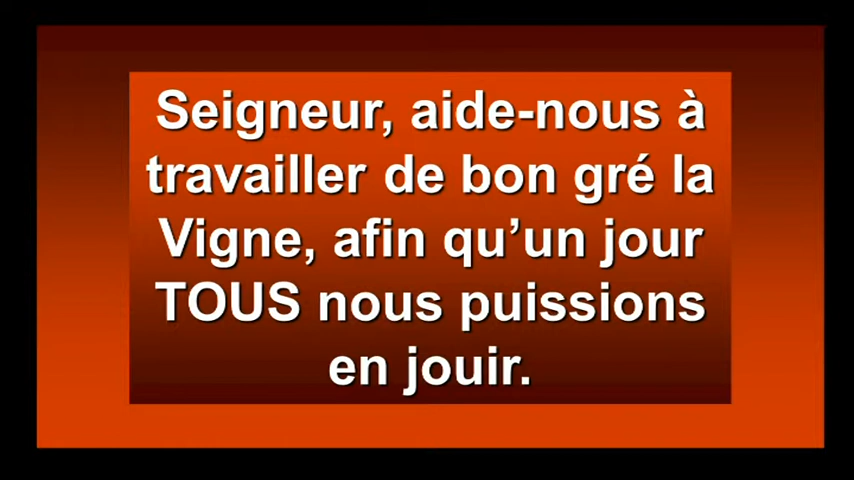 Seigneur, aide-nous à
travailler de bon gré la
Vigne, afin qu’un jour
TOUS nous puissions
en jouir.